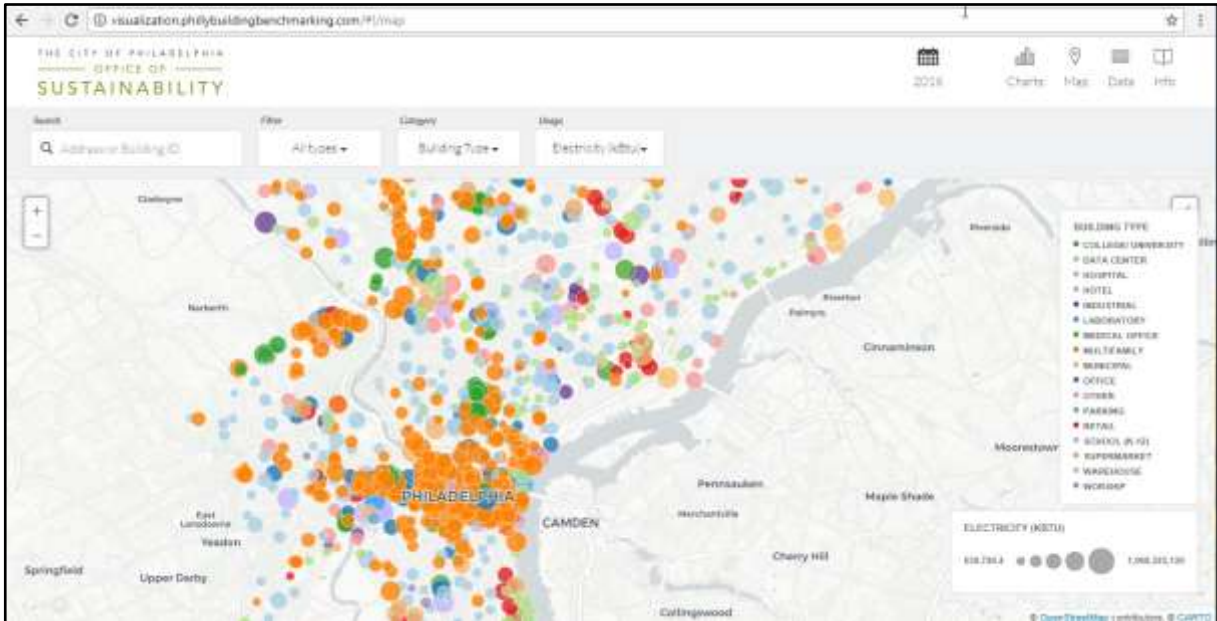 visualization.phillybuildingbenchmarking.com/#!/map
THE CITY OF PHILADELPHIA
OFFICE OF
SUSTAINABILITY
2016
Charts
Map
Data
Info
Search
Filter
Category
Usage
Address or Building ID
All types
Building Type
Electricity (kBtu)
+
−
Gladwyne
Narberth
Riverside
Riverton
Palmyra
Cinnaminson
BUILDING TYPE
COLLEGE/ UNIVERSITY
DATA CENTER
HOSPITAL
HOTEL
INDUSTRIAL
LABORATORY
MEDICAL OFFICE
MULTIFAMILY
MUNICIPAL
OFFICE
OTHER
PARKING
RETAIL
SCHOOL (K-12)
SUPERMARKET
WAREHOUSE
WORSHIP
Moorestown
Pennsauken
Maple Shade
PHILADELPHIA
Merchantville
East
Lansdowne
CAMDEN
Yeadon
Cherry Hill
Springfield
Upper Darby
Collingswood
ELECTRICITY (KBTU)
© OpenStreetMap contributors, © CARTO